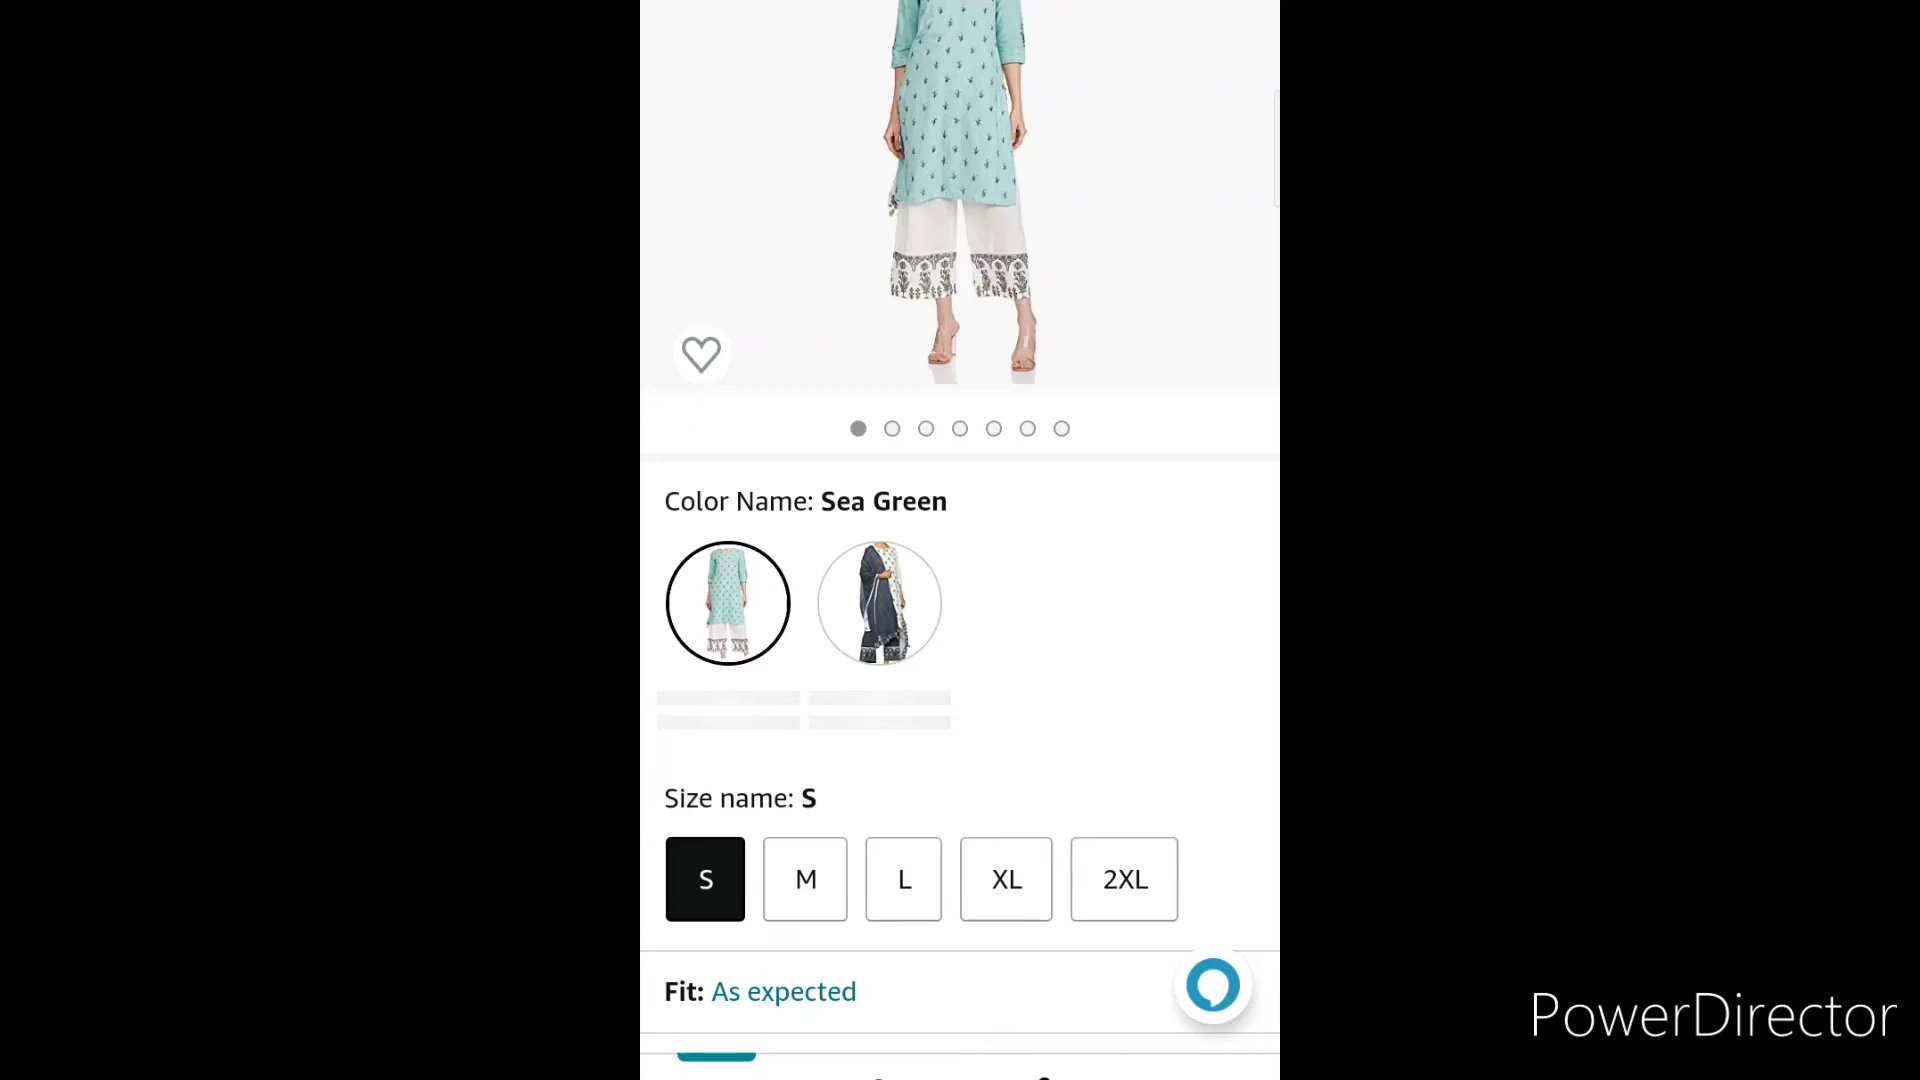 Color Name: Sea Green
Size name: S
S M L XL 2XL
Fit: As expected
PowerDirector